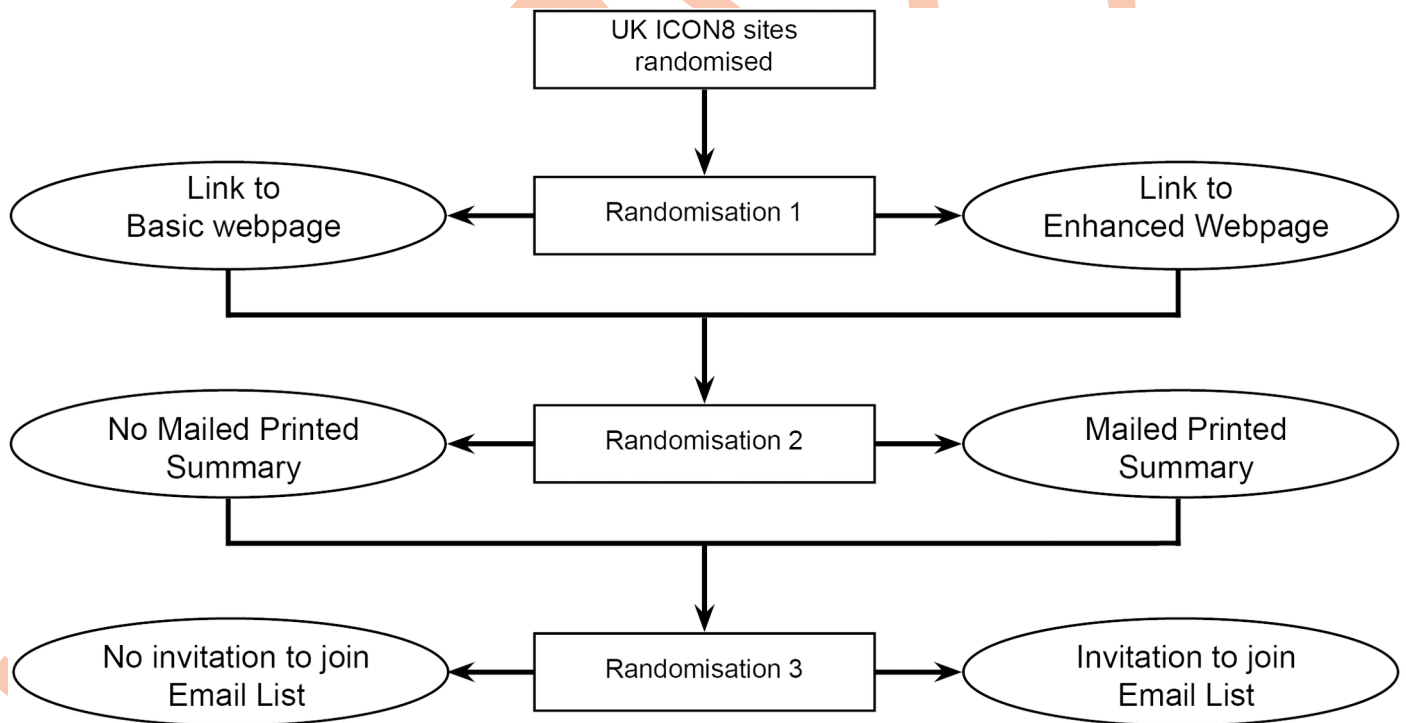 UK ICON8 sites
randomised
Link to
Basic webpage
Randomisation 1
Link to
Enhanced Webpage
No Mailed Printed
Summary
Randomisation 2
Mailed Printed
Summary
No invitation to join
Email List
Randomisation 3
Invitation to join
Email List